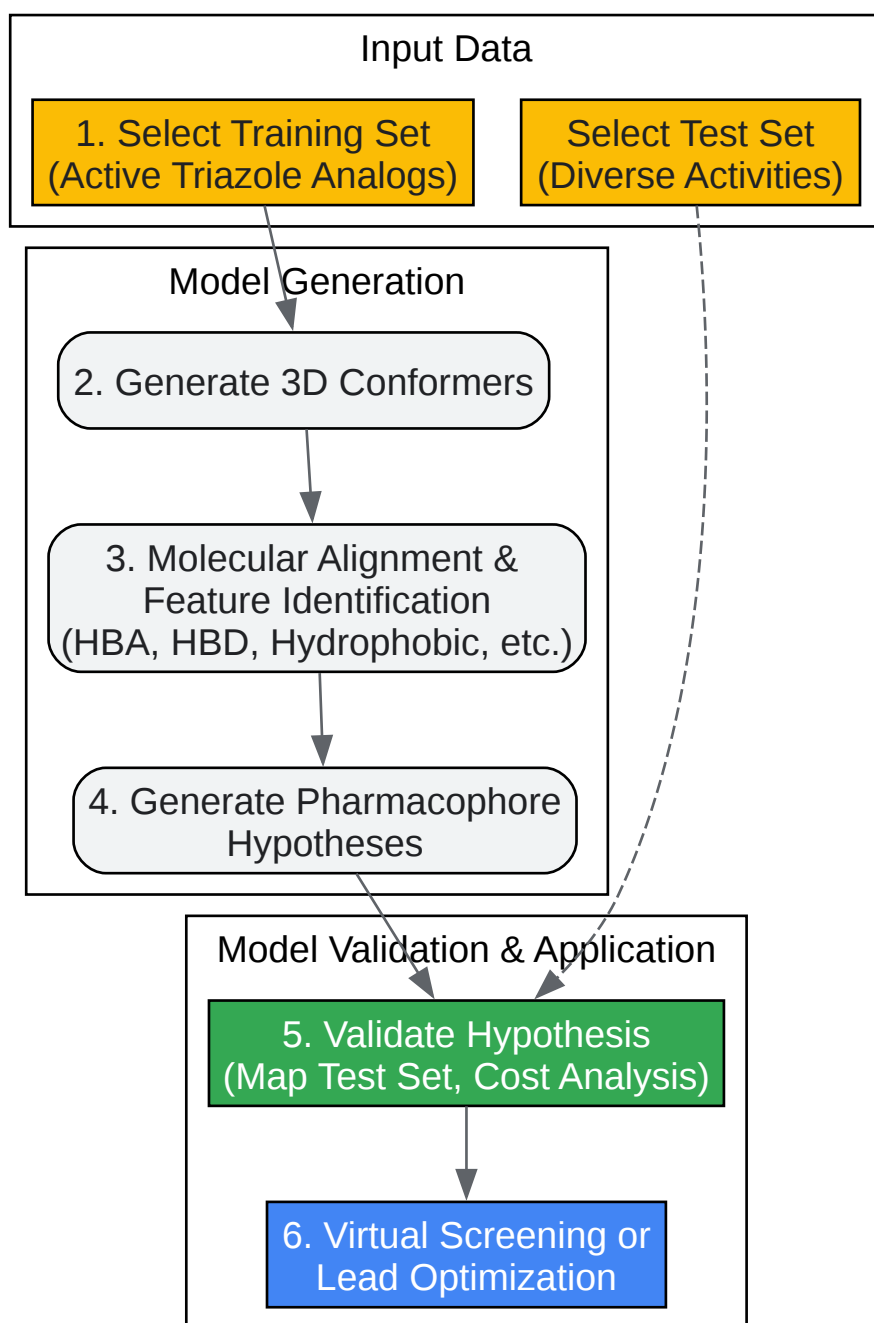 Input Data
1. Select Training Set
(Active Triazole Analogs)
Select Test Set
(Diverse Activities)
Model Generation
2. Generate 3D Conformers
3. Molecular Alignment &
Feature Identification
(HBA, HBD, Hydrophobic, etc.)
4. Generate Pharmacophore
Hypotheses
Model Validation & Application
5. Validate Hypothesis
(Map Test Set, Cost Analysis)
6. Virtual Screening or
Lead Optimization